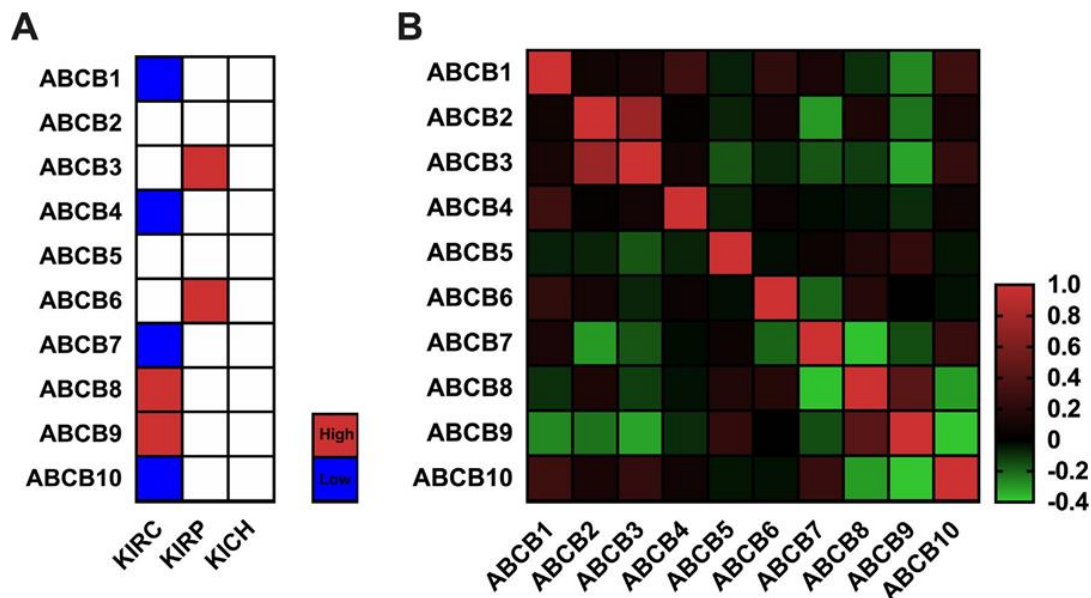 A
ABCB1
ABCB2
ABCB3
ABCB4
ABCB5
ABCB6
ABCB7
ABCB8
ABCB9
ABCB10
KIRC
KIRP
KICH
High
Low
B
ABCB1
ABCB2
ABCB3
ABCB4
ABCB5
ABCB6
ABCB7
ABCB8
ABCB9
ABCB10
ABCB1
ABCB2
ABCB3
ABCB4
ABCB5
ABCB6
ABCB7
ABCB8
ABCB9
ABCB10
1.0
0.8
0.6
0.4
0.2
0
-0.2
-0.4